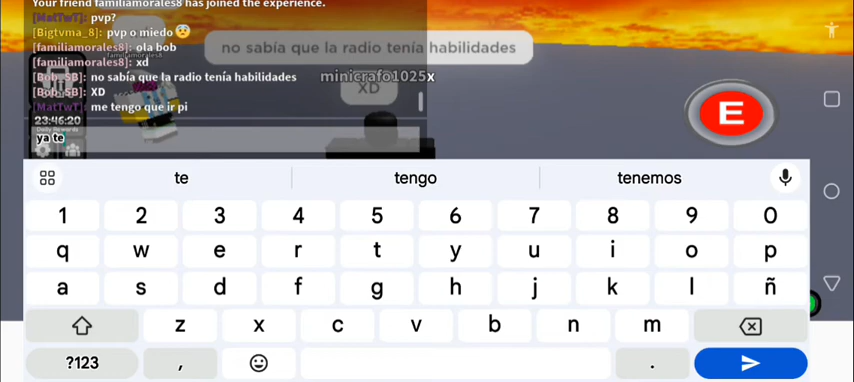 Your friend familiamorales8 has joined the experience.
[MatTwT]: pvp?
[Bigtvma_8]: pvp o miedo 😨
[familiamorales8]: ola bob
familiamorales8
[familiamorales8]: xd
[Bob_SB]: no sabía que la radio tenía habilidades
[Bob_SB]: XD
[MatTwT]: me tengo que ir pi
no sabía que la radio tenía habilidades
minicrafo1025x
XD
23:46:20
Daily Rewards
ya te
E
te tengo tenemos
1 2 3 4 5 6 7 8 9 0
q w e r t y u i o p
a s d f g h j k l ñ
z x c v b n m
?123 , .